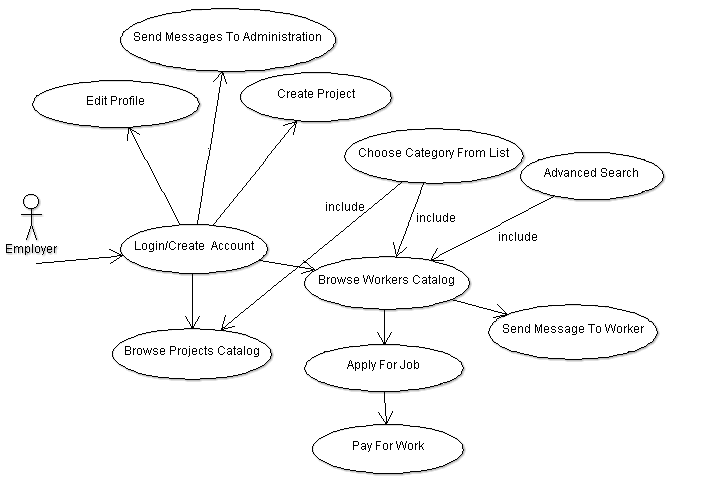 Send Messages To Administration
Edit Profile
Create Project
Choose Category From List
Advanced Search
include
include
include
Employer
Login/Create Account
Browse Workers Catalog
Send Message To Worker
Browse Projects Catalog
Apply For Job
Pay For Work